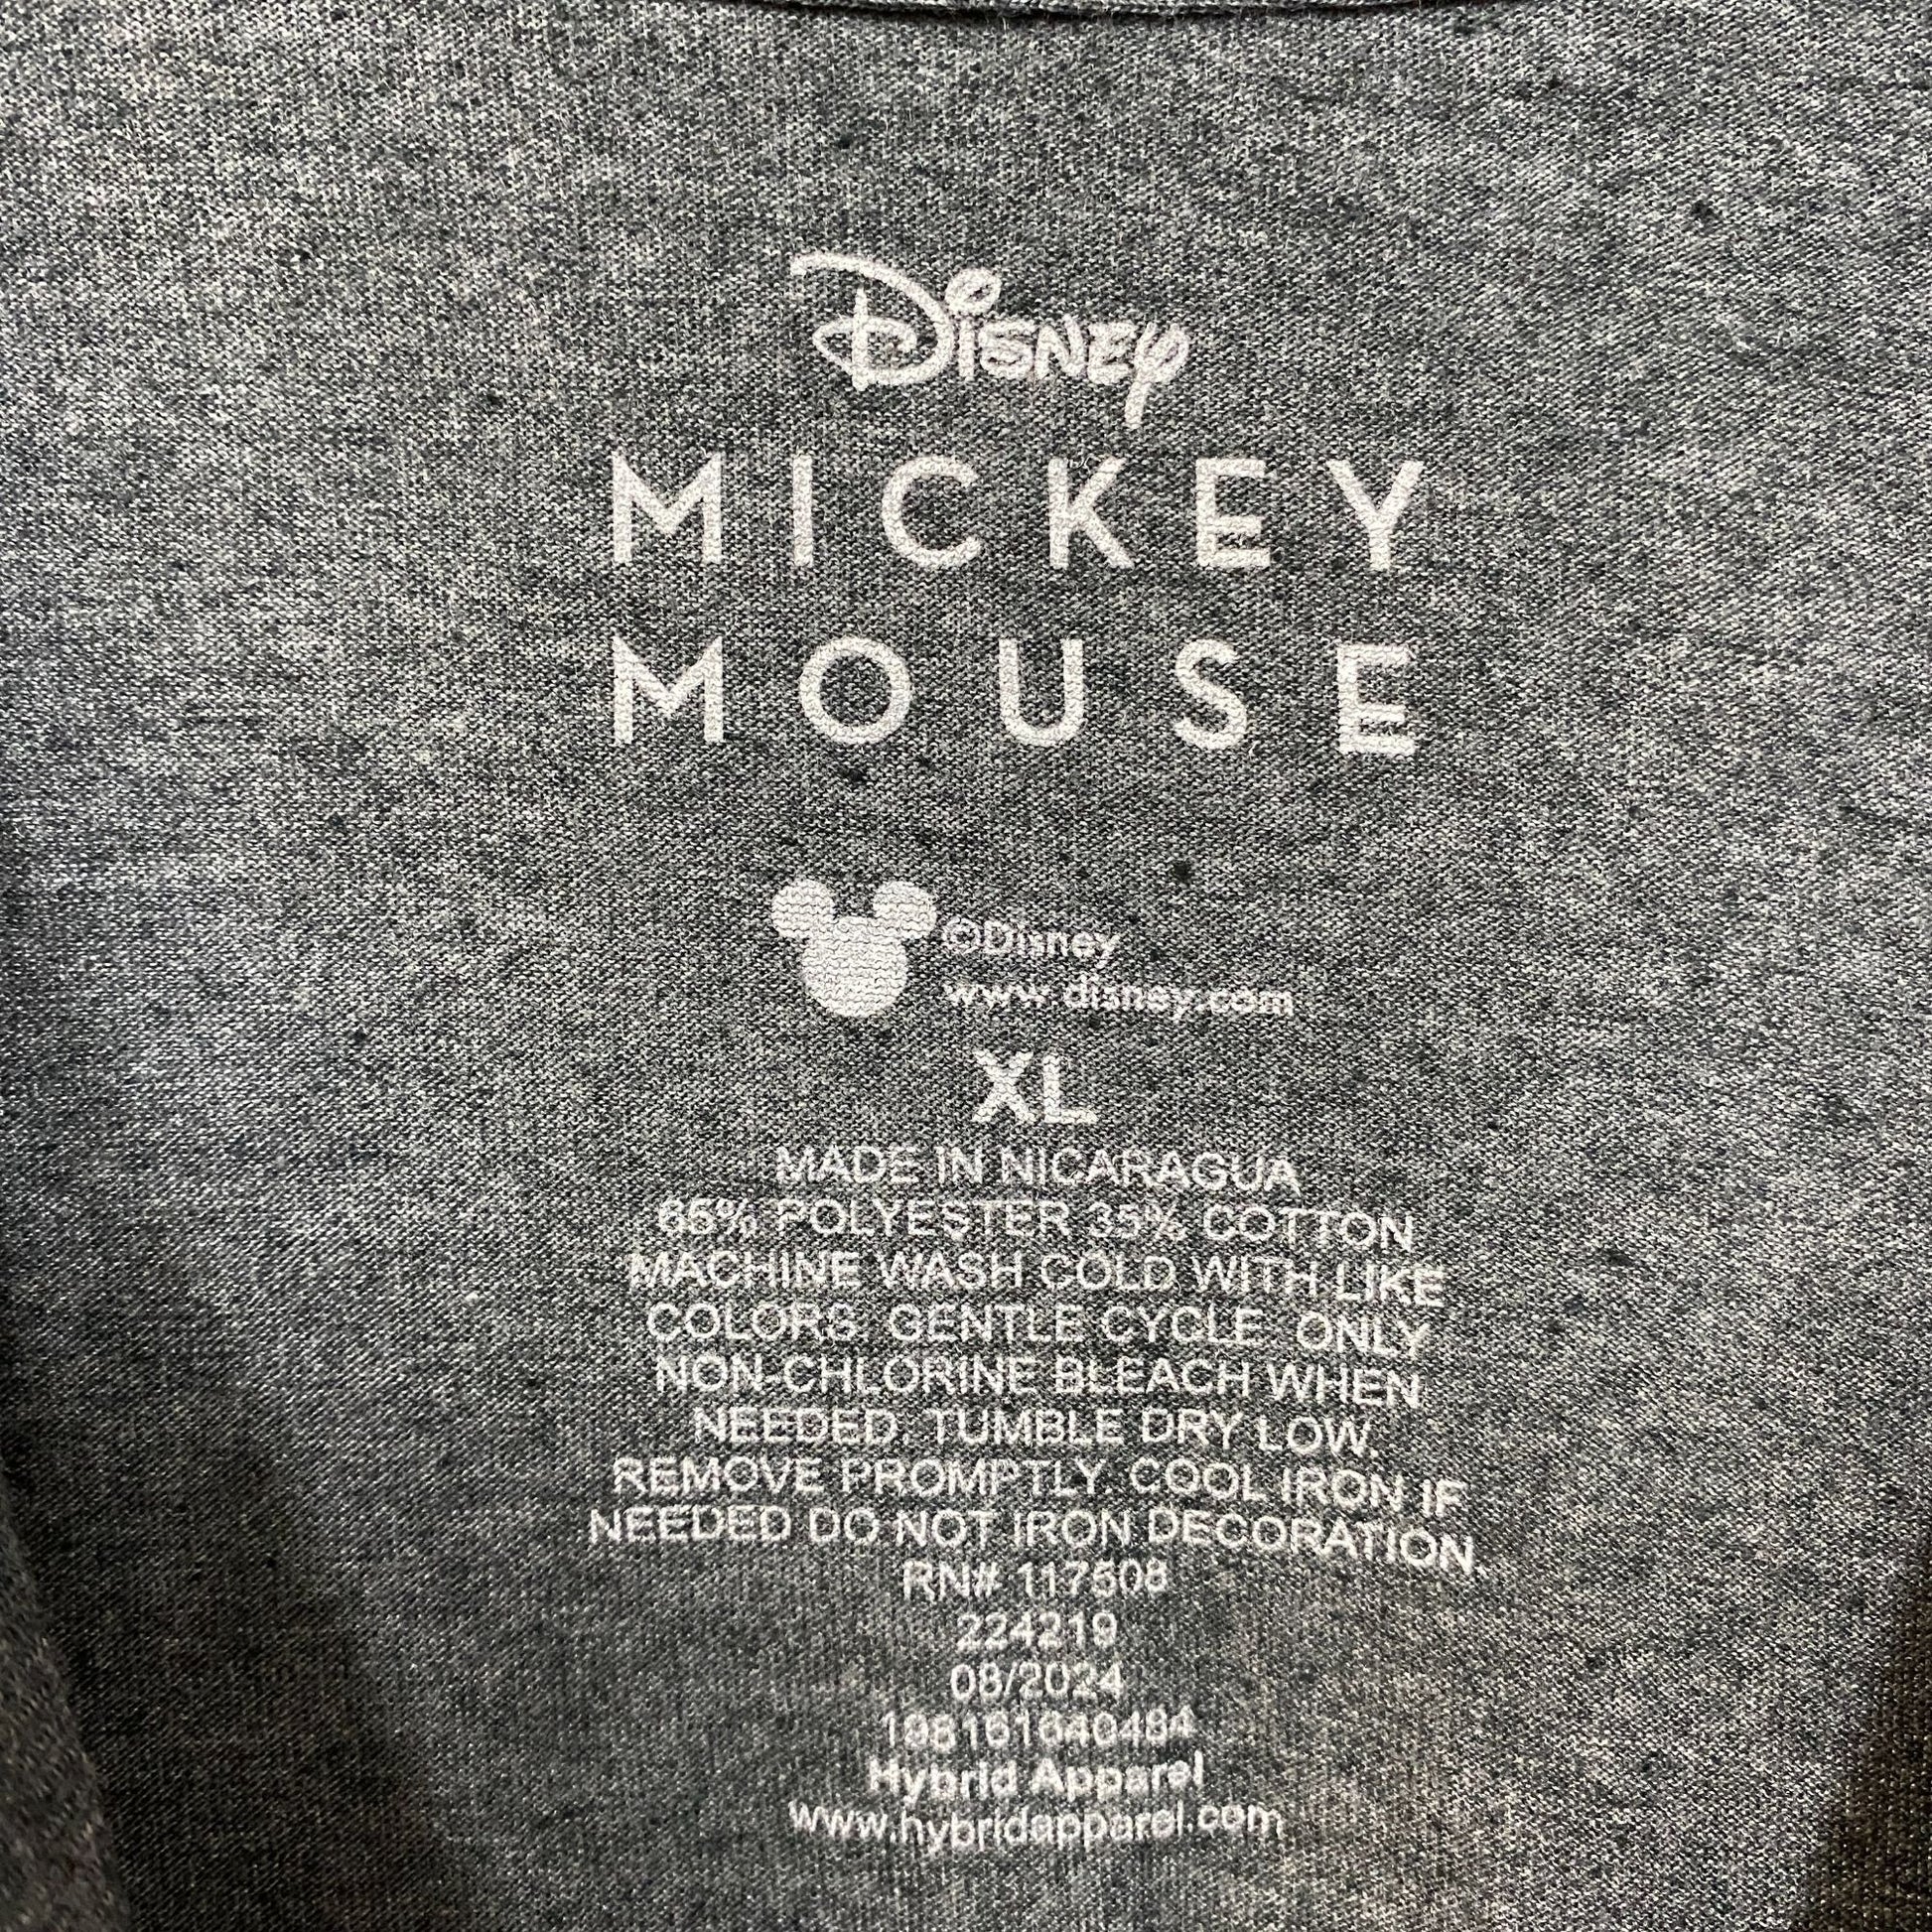 Disney
MICKEY
MOUSE
©Disney
www.disney.com
XL
MADE IN NICARAGUA
65% POLYESTER 35% COTTON
MACHINE WASH COLD WITH LIKE
COLORS. GENTLE CYCLE. ONLY
NON-CHLORINE BLEACH WHEN
NEEDED. TUMBLE DRY LOW.
REMOVE PROMPTLY. COOL IRON IF
NEEDED DO NOT IRON DECORATION.
RN# 117508
224219
08/2024
198161640484
Hybrid Apparel
www.hybridapparel.com